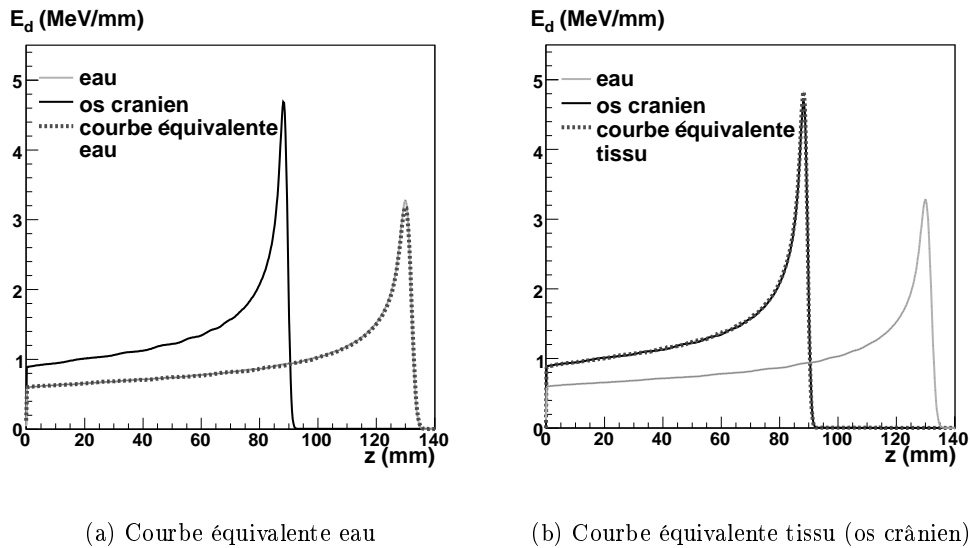 E_d (MeV/mm)
5
4
3
2
1
0
eau
os cranien
courbe équivalente
eau
0 20 40 60 80 100 120 140
z (mm)
(a) Courbe équivalente eau
E_d (MeV/mm)
5
4
3
2
1
0
eau
os cranien
courbe équivalente
tissu
0 20 40 60 80 100 120 140
z (mm)
(b) Courbe équivalente tissu (os crânien)